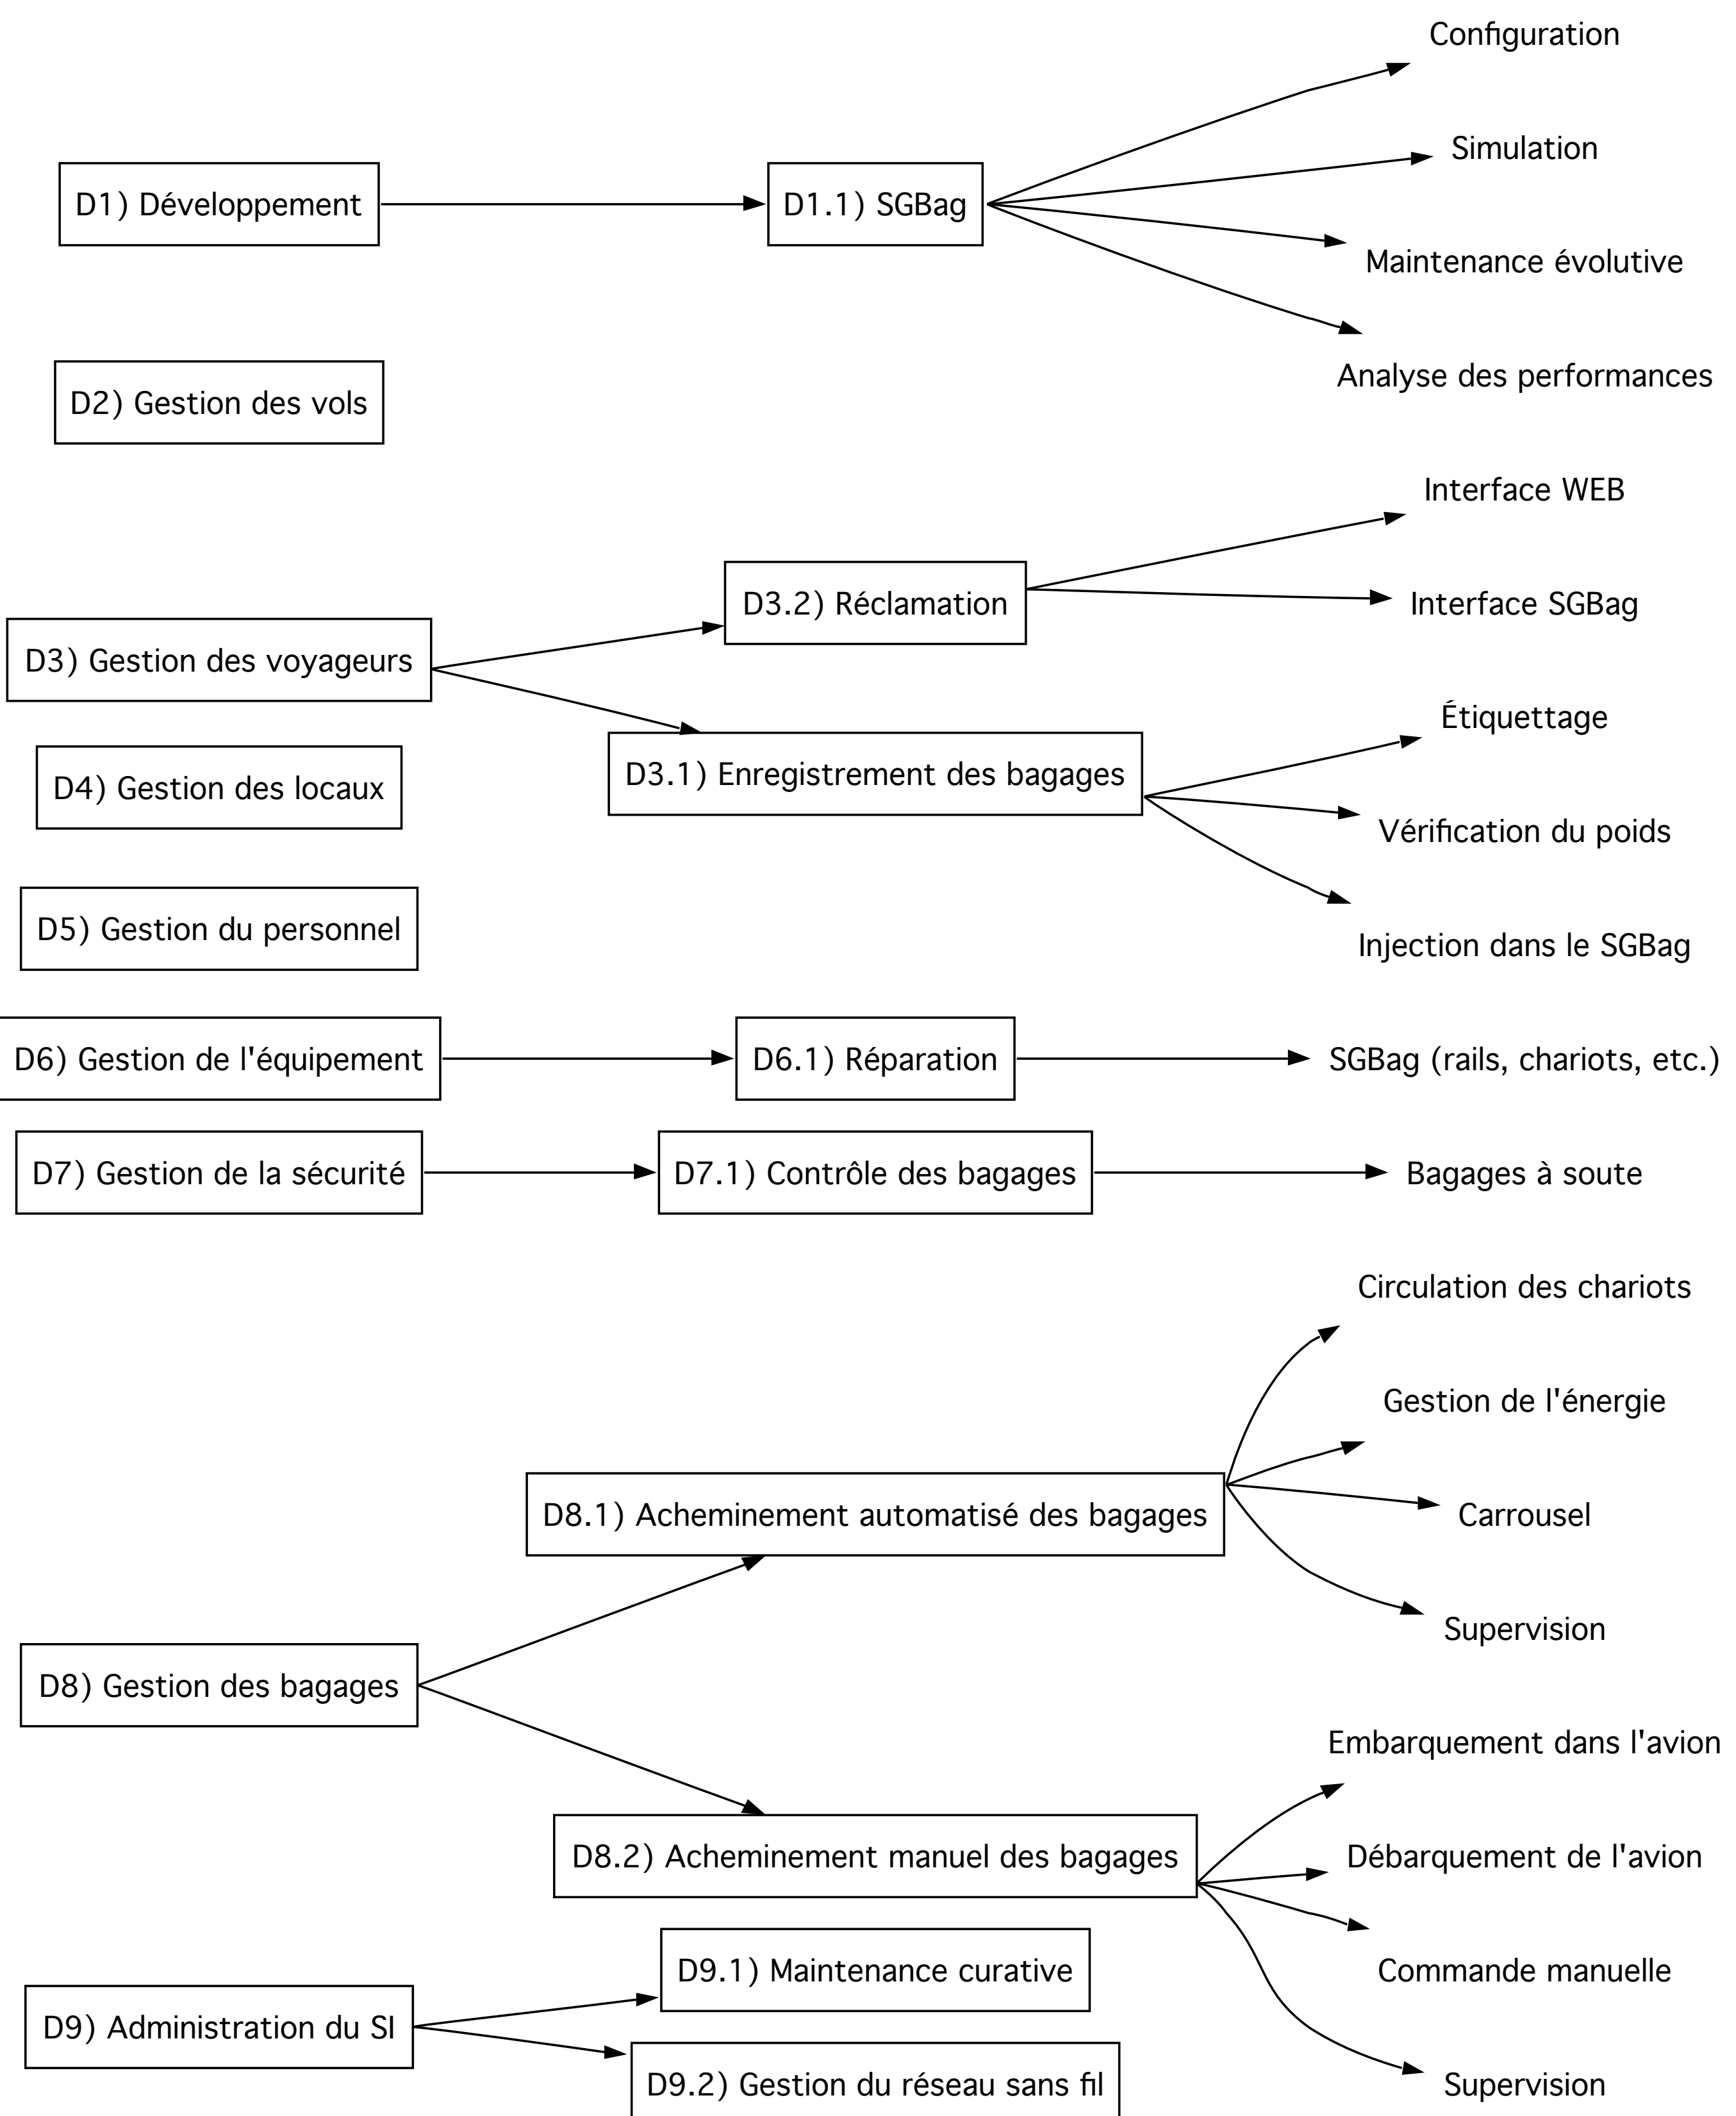 Configuration
Simulation
D1) Développement
D1.1) SGBag
Maintenance évolutive
Analyse des performances
D2) Gestion des vols
Interface WEB
D3.2) Réclamation
Interface SGBag
D3) Gestion des voyageurs
Étiquettage
D3.1) Enregistrement des bagages
D4) Gestion des locaux
Vérification du poids
D5) Gestion du personnel
Injection dans le SGBag
D6) Gestion de l'équipement
D6.1) Réparation
SGBag (rails, chariots, etc.)
D7) Gestion de la sécurité
D7.1) Contrôle des bagages
Bagages à soute
Circulation des chariots
Gestion de l'énergie
D8.1) Acheminement automatisé des bagages
Carrousel
Supervision
D8) Gestion des bagages
Embarquement dans l'avion
D8.2) Acheminement manuel des bagages
Débarquement de l'avion
D9.1) Maintenance curative
Commande manuelle
D9) Administration du SI
D9.2) Gestion du réseau sans fil
Supervision